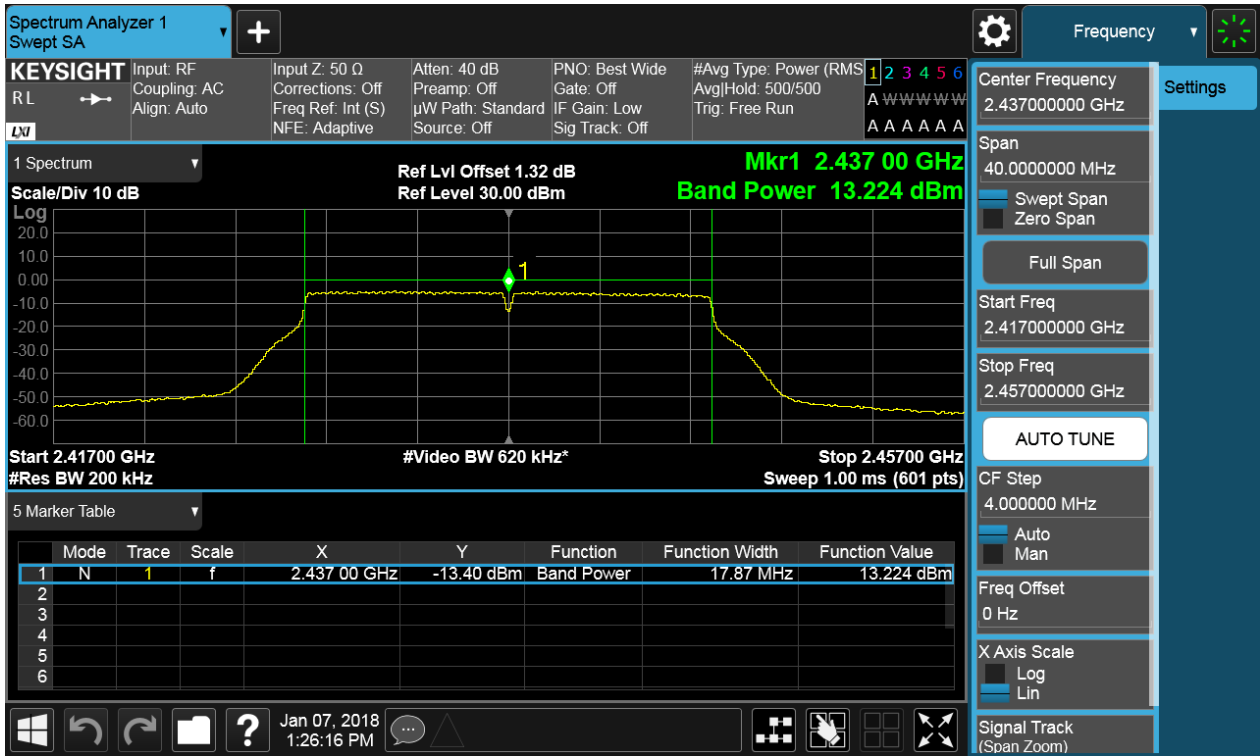 Spectrum Analyzer 1
Swept SA
+
Frequency
KEYSIGHT
RL
LXI
Input: RF
Coupling: AC
Align: Auto
Input Z: 50 Ω
Corrections: Off
Freq Ref: Int (S)
NFE: Adaptive
Atten: 40 dB
Preamp: Off
µW Path: Standard
Source: Off
PNO: Best Wide
Gate: Off
IF Gain: Low
Sig Track: Off
#Avg Type: Power (RMS
Avg|Hold: 500/500
Trig: Free Run
1 2 3 4 5 6
A W W W W W
A A A A A A
1 Spectrum
Scale/Div 10 dB
Ref Lvl Offset 1.32 dB
Ref Level 30.00 dBm
Mkr1 2.437 00 GHz
Band Power 13.224 dBm
Log
20.0
10.0
0.00
-10.0
-20.0
-30.0
-40.0
-50.0
-60.0
1
Start 2.41700 GHz
#Video BW 620 kHz*
Stop 2.45700 GHz
#Res BW 200 kHz
Sweep 1.00 ms (601 pts)
5 Marker Table
Mode Trace Scale X Y Function Function Width Function Value
1 N 1 f 2.437 00 GHz -13.40 dBm Band Power 17.87 MHz 13.224 dBm
2
3
4
5
6
Jan 07, 2018
1:26:16 PM
?
Center Frequency
2.437000000 GHz
Settings
Span
40.0000000 MHz
Swept Span
Zero Span
Full Span
Start Freq
2.417000000 GHz
Stop Freq
2.457000000 GHz
AUTO TUNE
CF Step
4.000000 MHz
Auto
Man
Freq Offset
0 Hz
X Axis Scale
Log
Lin
Signal Track
(Span Zoom)